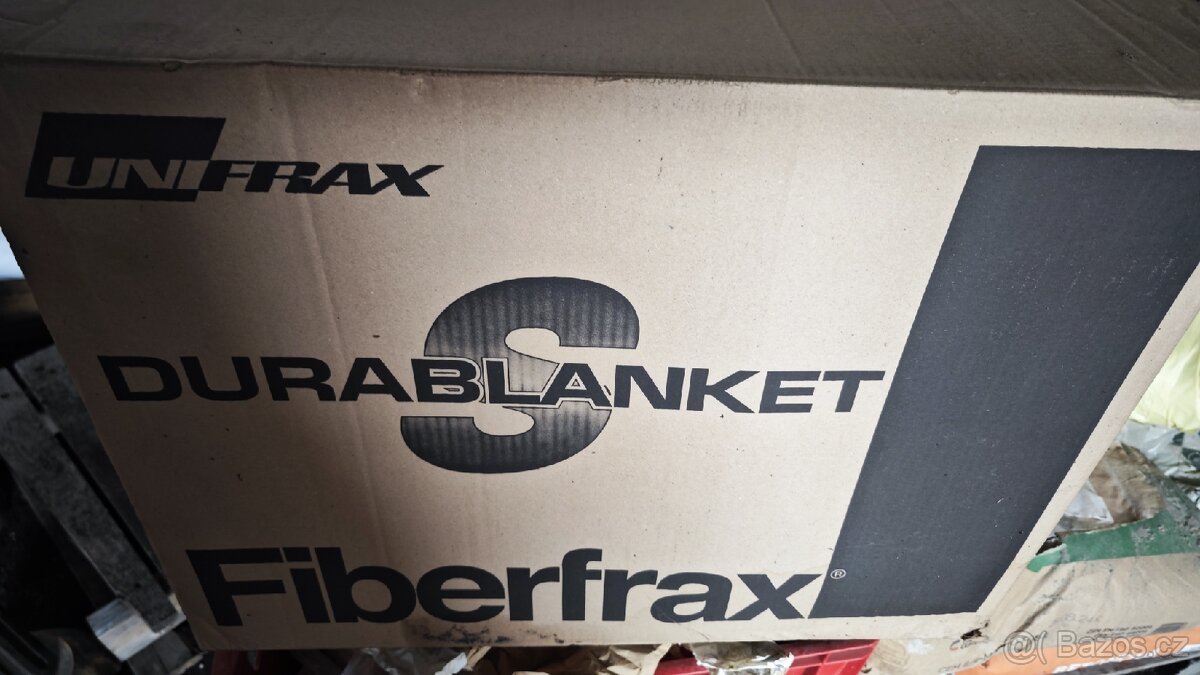 UNIFRAX
S
DURABLANKET
Fiberfrax®
@( Bazos.cz